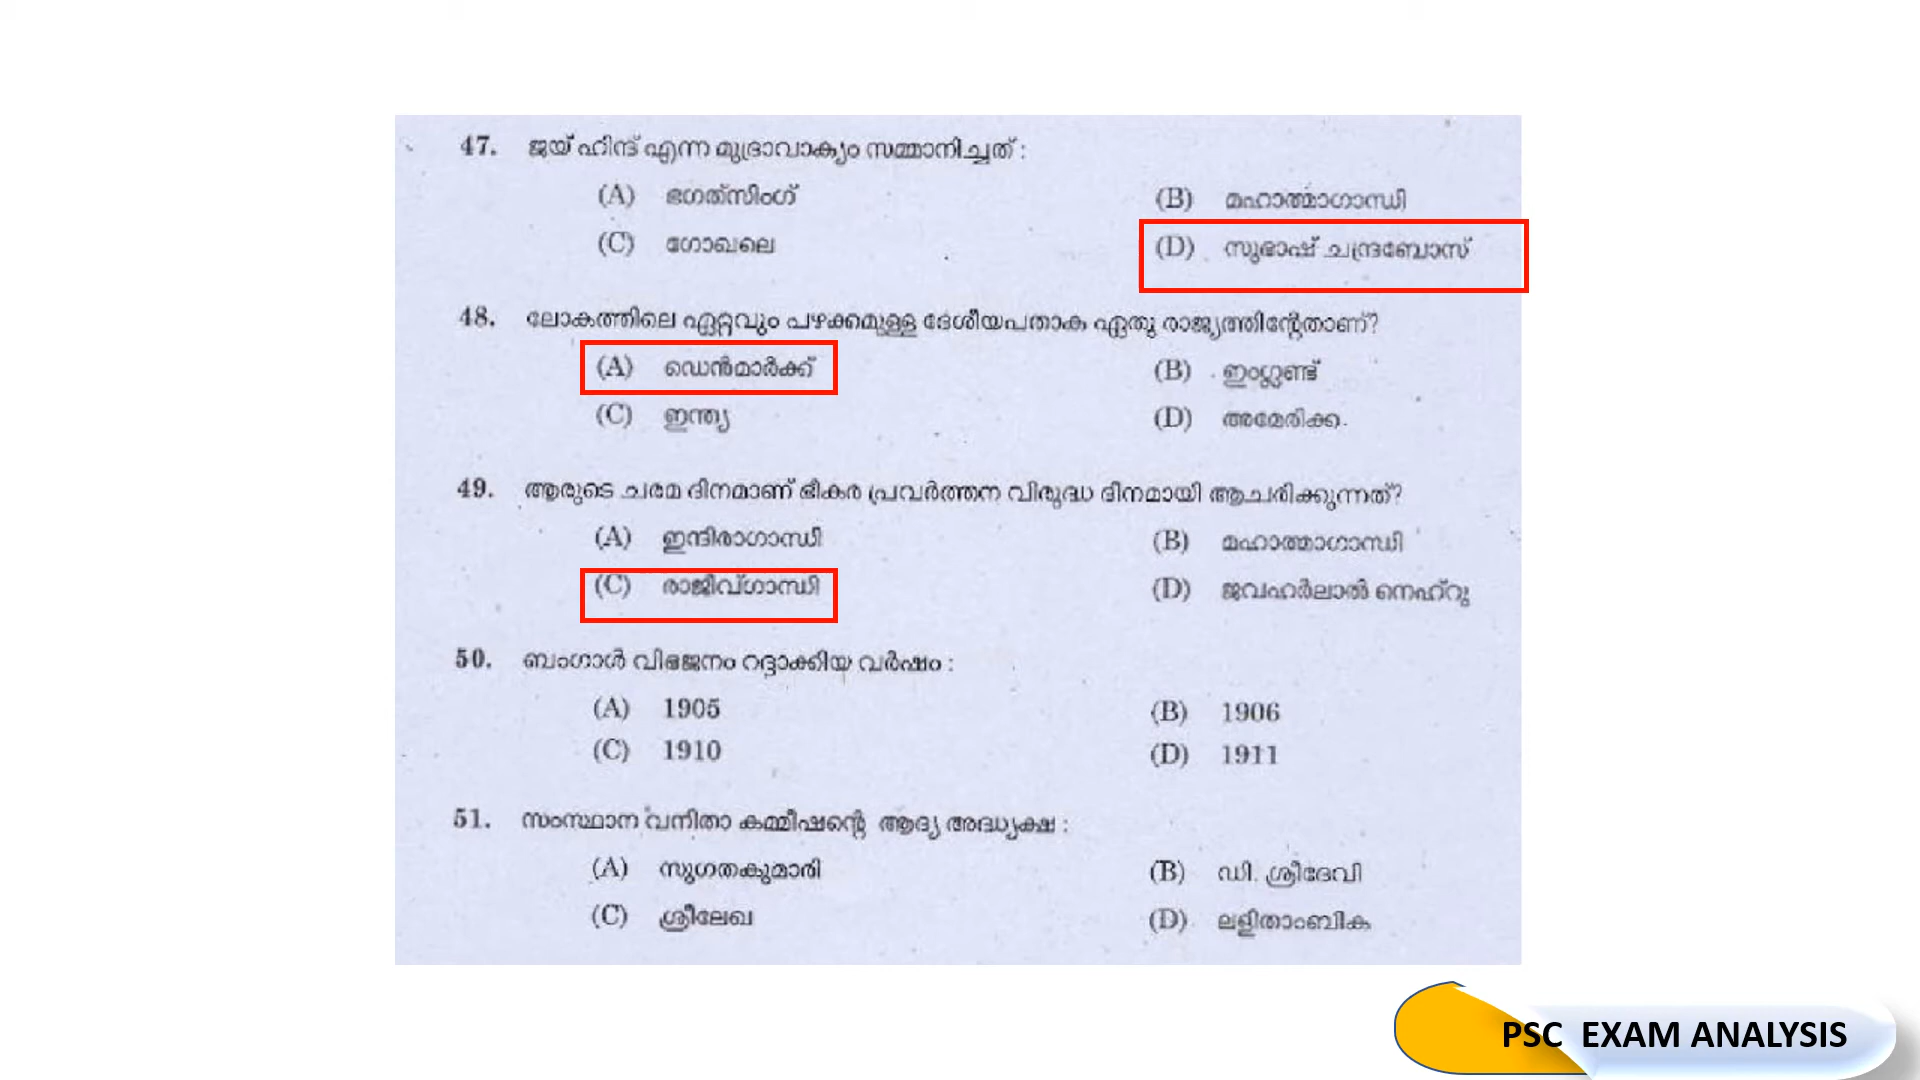 47. ജയ് ഹിന്ദ് എന്ന മുദ്രാവാക്യം സമ്മാനിച്ചത് :
(A) ഭഗത്സിംഗ് (B) മഹാത്മാഗാന്ധി
(C) ഗോഖലെ (D) സുഭാഷ് ചന്ദ്രബോസ്
48. ലോകത്തിലെ ഏറ്റവും പഴക്കമുള്ള ദേശീയപതാക ഏതു രാജ്യത്തിന്റേതാണ്?
(A) ഡെൻമാർക്ക് (B) ഇംഗ്ലണ്ട്
(C) ഇന്ത്യ (D) അമേരിക്ക
49. ആരുടെ ചരമ ദിനമാണ് ഭീകര പ്രവർത്തന വിരുദ്ധ ദിനമായി ആചരിക്കുന്നത്?
(A) ഇന്ദിരാഗാന്ധി (B) മഹാത്മാഗാന്ധി
(C) രാജീവ്ഗാന്ധി (D) ജവഹർലാൽ നെഹ്റു
50. ബംഗാൾ വിഭജനം റദ്ദാക്കിയ വർഷം :
(A) 1905 (B) 1906
(C) 1910 (D) 1911
51. സംസ്ഥാന വനിതാ കമ്മീഷന്റെ ആദ്യ അദ്ധ്യക്ഷ :
(A) സുഗതകുമാരി (B) ഡി. ശ്രീദേവി
(C) ശ്രീലേഖ (D) ലളിതാംബിക
PSC EXAM ANALYSIS